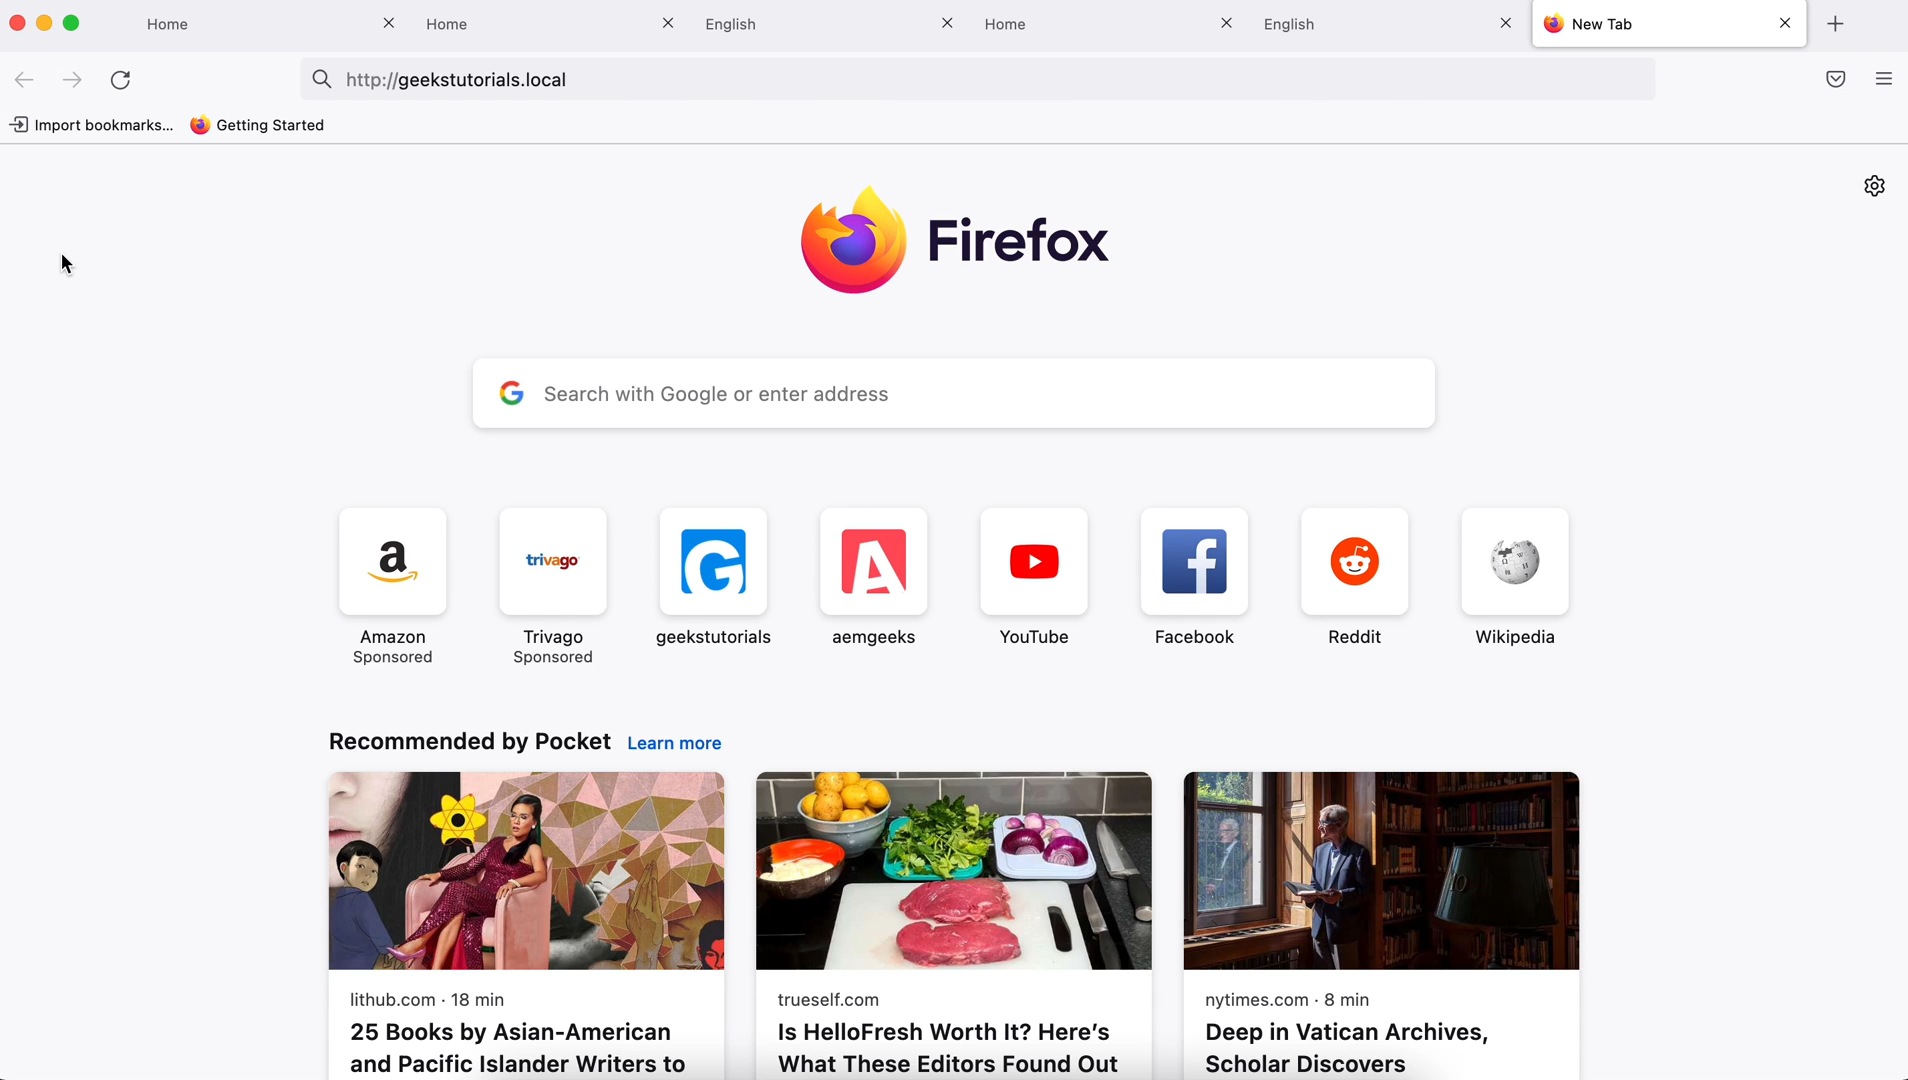 Home
Home
English
Home
English
New Tab
http://geekstutorials.local
Import bookmarks...
Getting Started
Firefox
Search with Google or enter address
a
trivago
G
A
f
Amazon
Trivago
geekstutorials
aemgeeks
YouTube
Facebook
Reddit
Wikipedia
Sponsored
Sponsored
Recommended by Pocket
Learn more
lithub.com · 18 min
trueself.com
nytimes.com · 8 min
25 Books by Asian-American
and Pacific Islander Writers to
Is HelloFresh Worth It? Here's
What These Editors Found Out
Deep in Vatican Archives,
Scholar Discovers